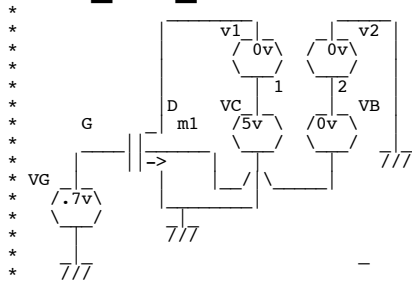 * v1 v2
* 0v 0v
* 1 2
* D VC VB
* G m1 5v 0v
* ->
* ///
* VG
* .7v
* ///
* ///